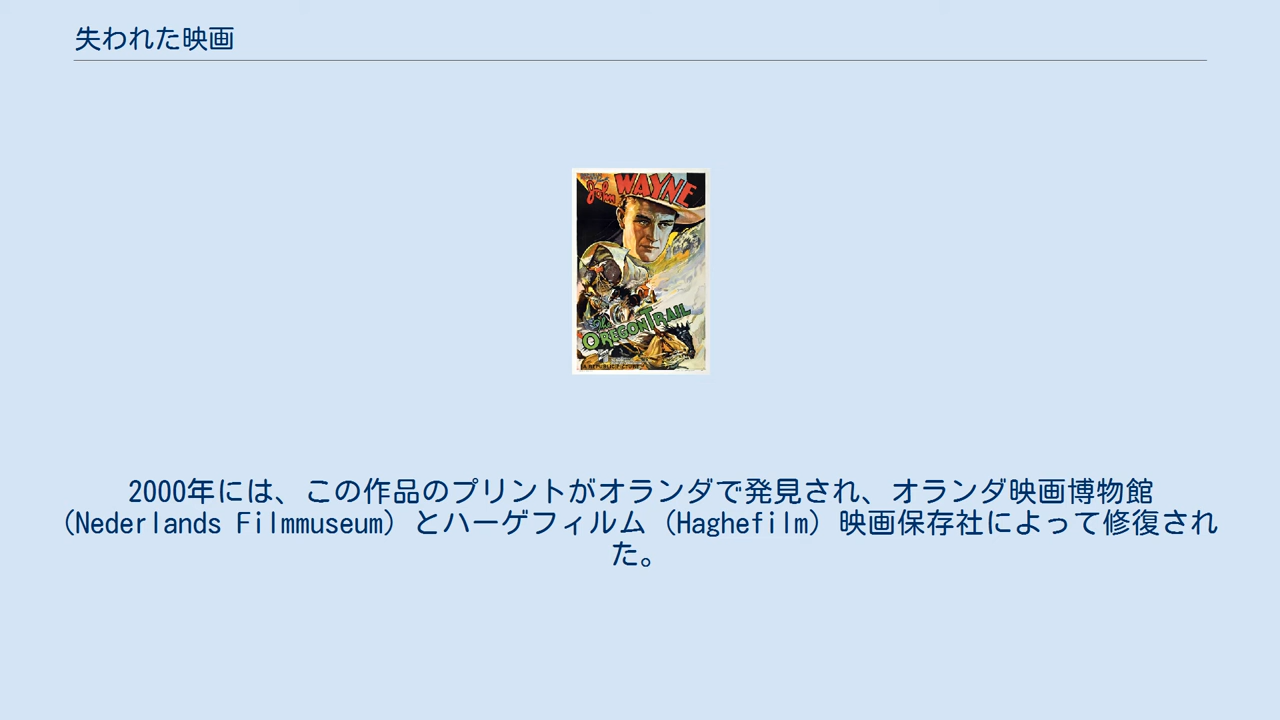 失われた映画
John WAYNE
The
OREGON TRAIL
A REPUBLIC PICTURE
2000年には、この作品のプリントがオランダで発見され、オランダ映画博物館
（Nederlands Filmmuseum）とハーゲフィルム（Haghefilm）映画保存社によって修復され
た。